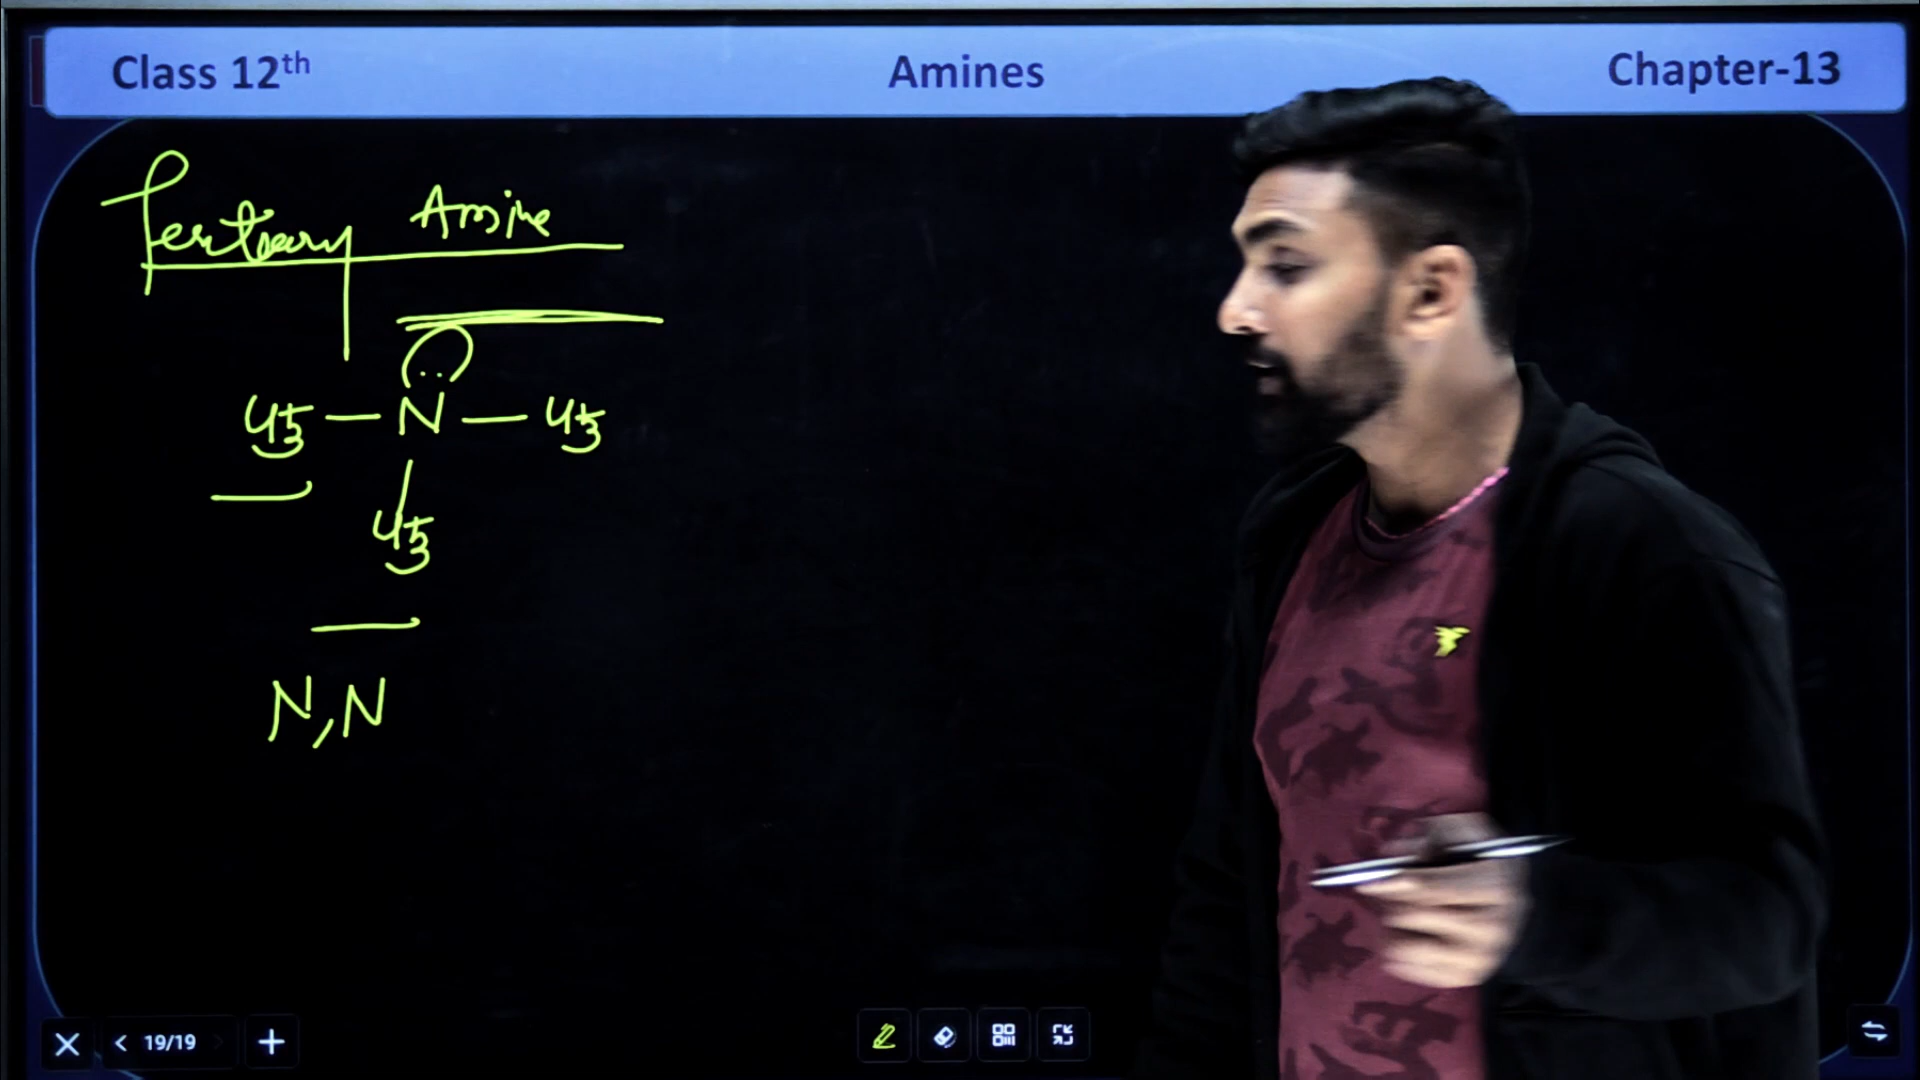 Class 12th Amines Chapter-13
Tertiary Amine
..
CH3 — N — CH3
CH3
N,N
19/19